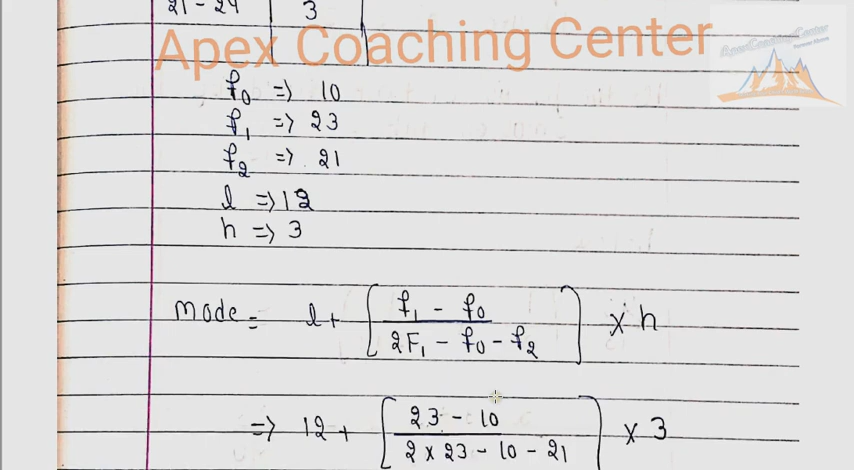 21 - 24 3
Apex Coaching Center
f₀ => 10
f₁ => 23
f₂ => 21
l => 12
h => 3
mode = l + [ f₁ - f₀ / 2F₁ - f₀ - f₂ ] × h
=> 12 + [ 23 - 10 / 2 × 23 - 10 - 21 ] × 3